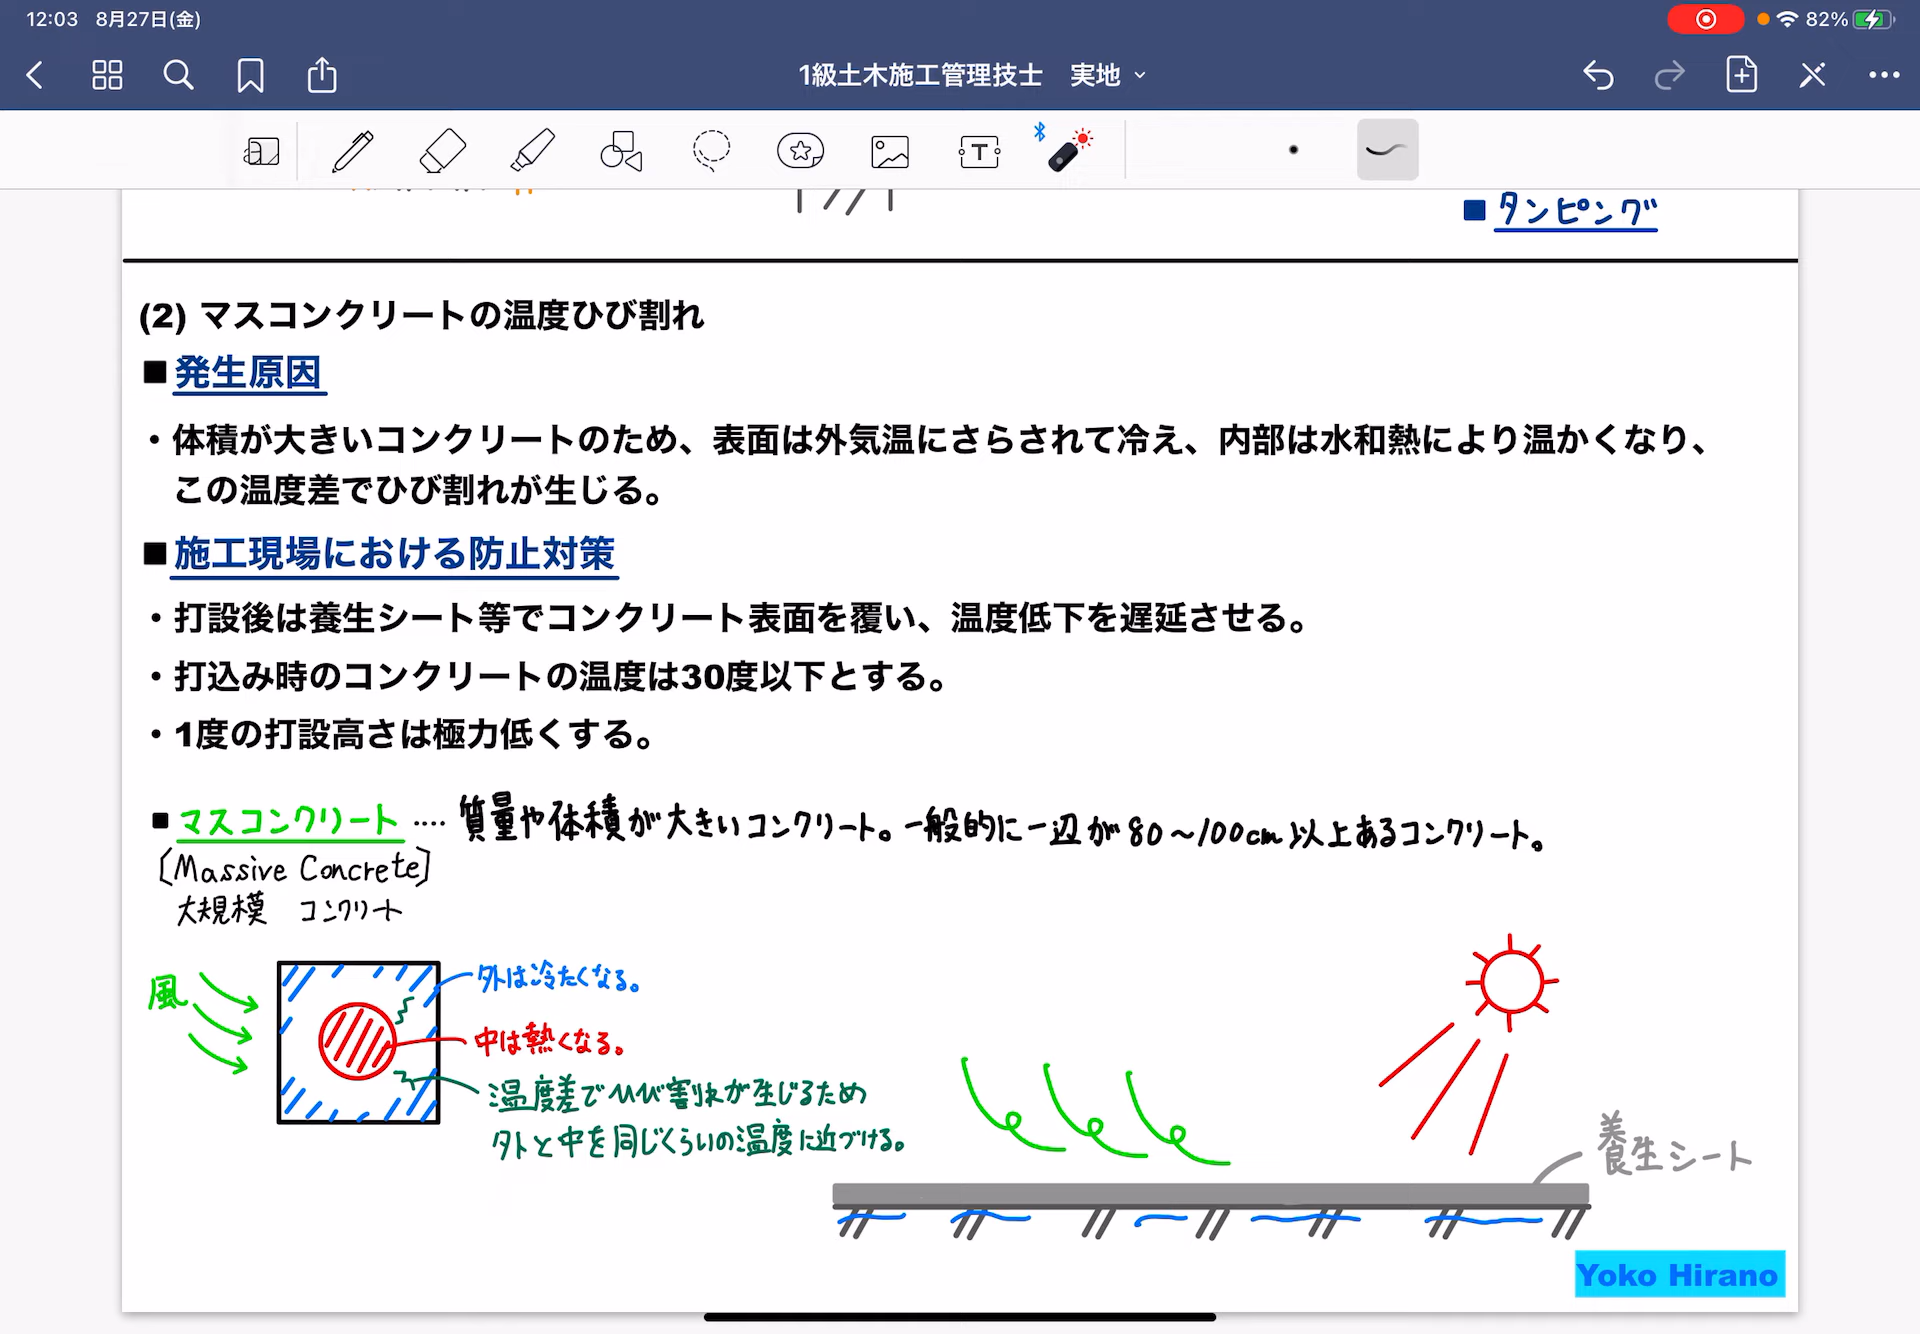 12:03 8月27日(金)
82%
1級土木施工管理技士 実地
■ タンピング
(2) マスコンクリートの温度ひび割れ
■ 発生原因
・体積が大きいコンクリートのため、表面は外気温にさらされて冷え、内部は水和熱により温かくなり、
この温度差でひび割れが生じる。
■ 施工現場における防止対策
・打設後は養生シート等でコンクリート表面を覆い、温度低下を遅延させる。
・打込み時のコンクリートの温度は30度以下とする。
・1度の打設高さは極力低くする。
■ マスコンクリート ‥‥ 質量や体積が大きいコンクリート。一般的に一辺が80〜100cm以上あるコンクリート。
〔Massive Concrete〕
大規模 コンクリート
風
外は冷たくなる。
中は熱くなる。
温度差でひび割れが生じるため
外と中を同じくらいの温度に近づける。
養生シート
Yoko Hirano